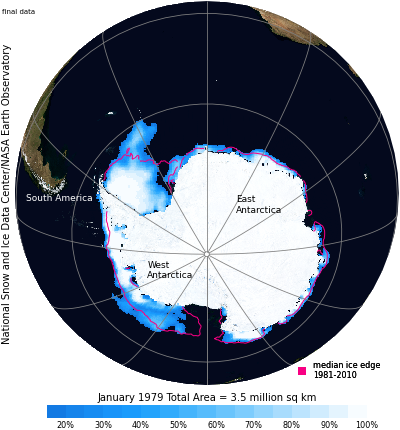 final data
National Snow and Ice Data Center/NASA Earth Observatory
South America
East
Antarctica
West
Antarctica
median ice edge
1981-2010
January 1979 Total Area = 3.5 million sq km
20% 30% 40% 50% 60% 70% 80% 90% 100%